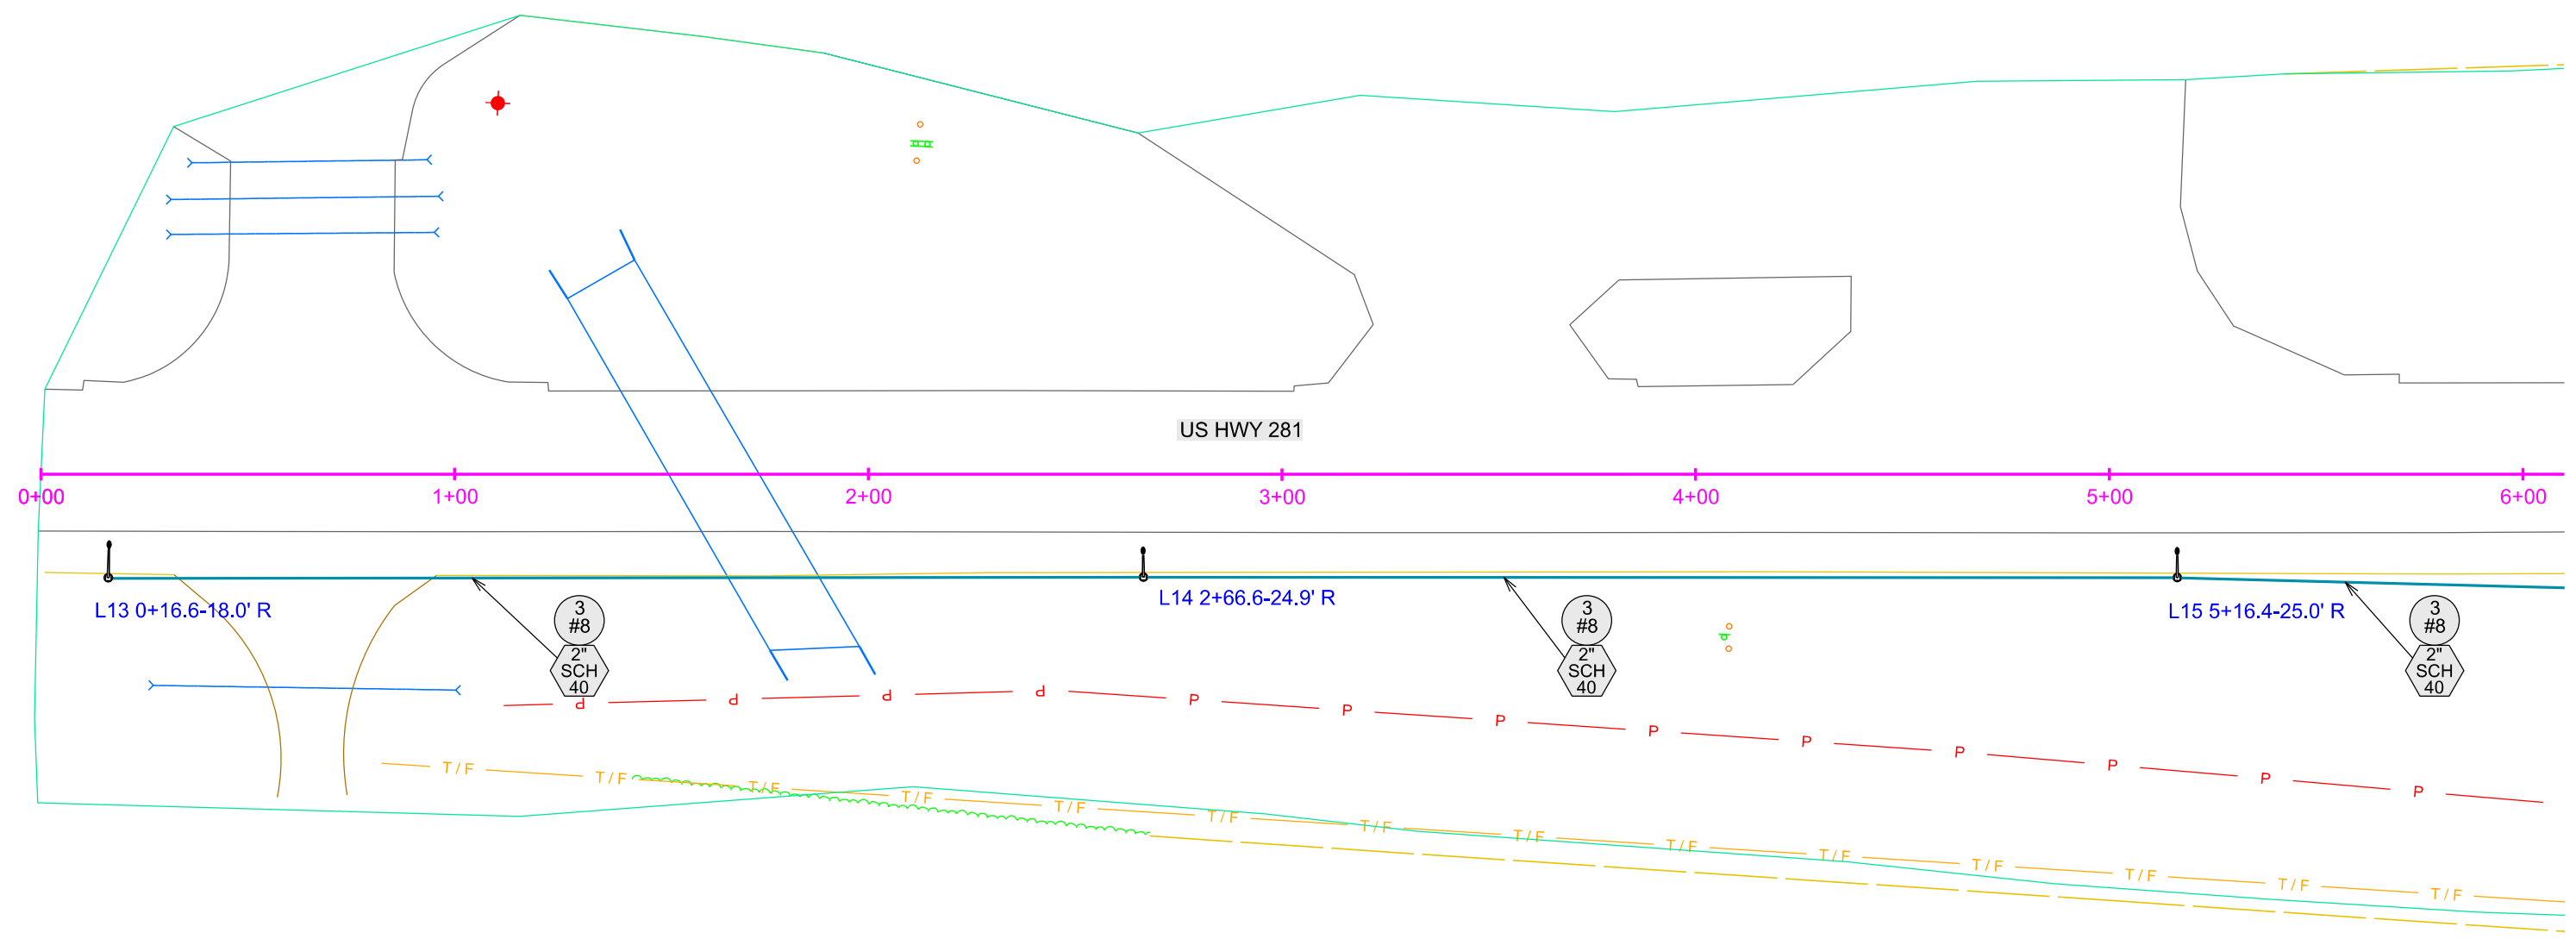 US HWY 281
0+00
1+00
2+00
3+00
4+00
5+00
6+00
L13 0+16.6-18.0' R
L14 2+66.6-24.9' R
L15 5+16.4-25.0' R
3
#8
2"
SCH
40
3
#8
2"
SCH
40
3
#8
2"
SCH
40
P P P P P P P P P P P P P
T/F T/F T/F T/F T/F T/F T/F T/F T/F T/F T/F T/F T/F T/F